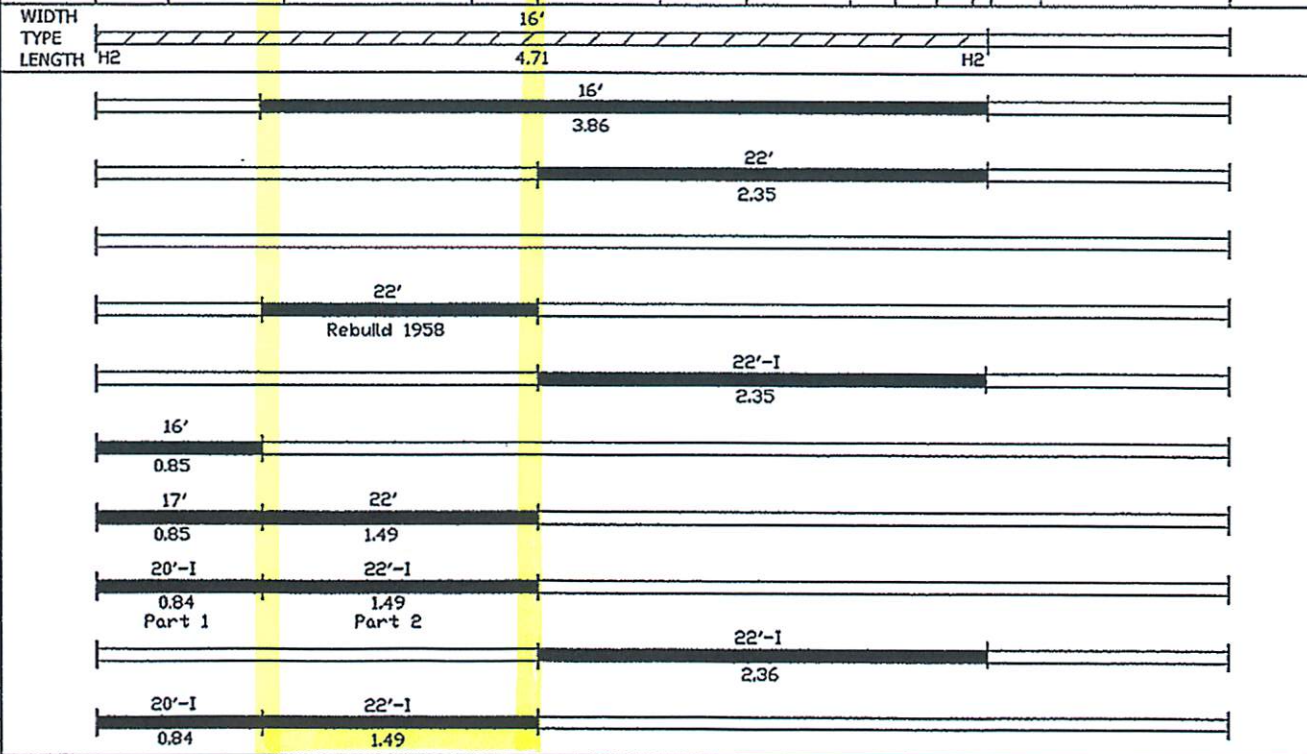 WIDTH 16'
TYPE
LENGTH H2 4.71 H2
16'
3.86
22'
2.35
22'
Rebuild 1958
22'-I
2.35
16'
0.85
17' 22'
0.85 1.49
20'-I 22'-I
0.84 1.49
Part 1 Part 2
22'-I
2.36
20'-I 22'-I
0.84 1.49